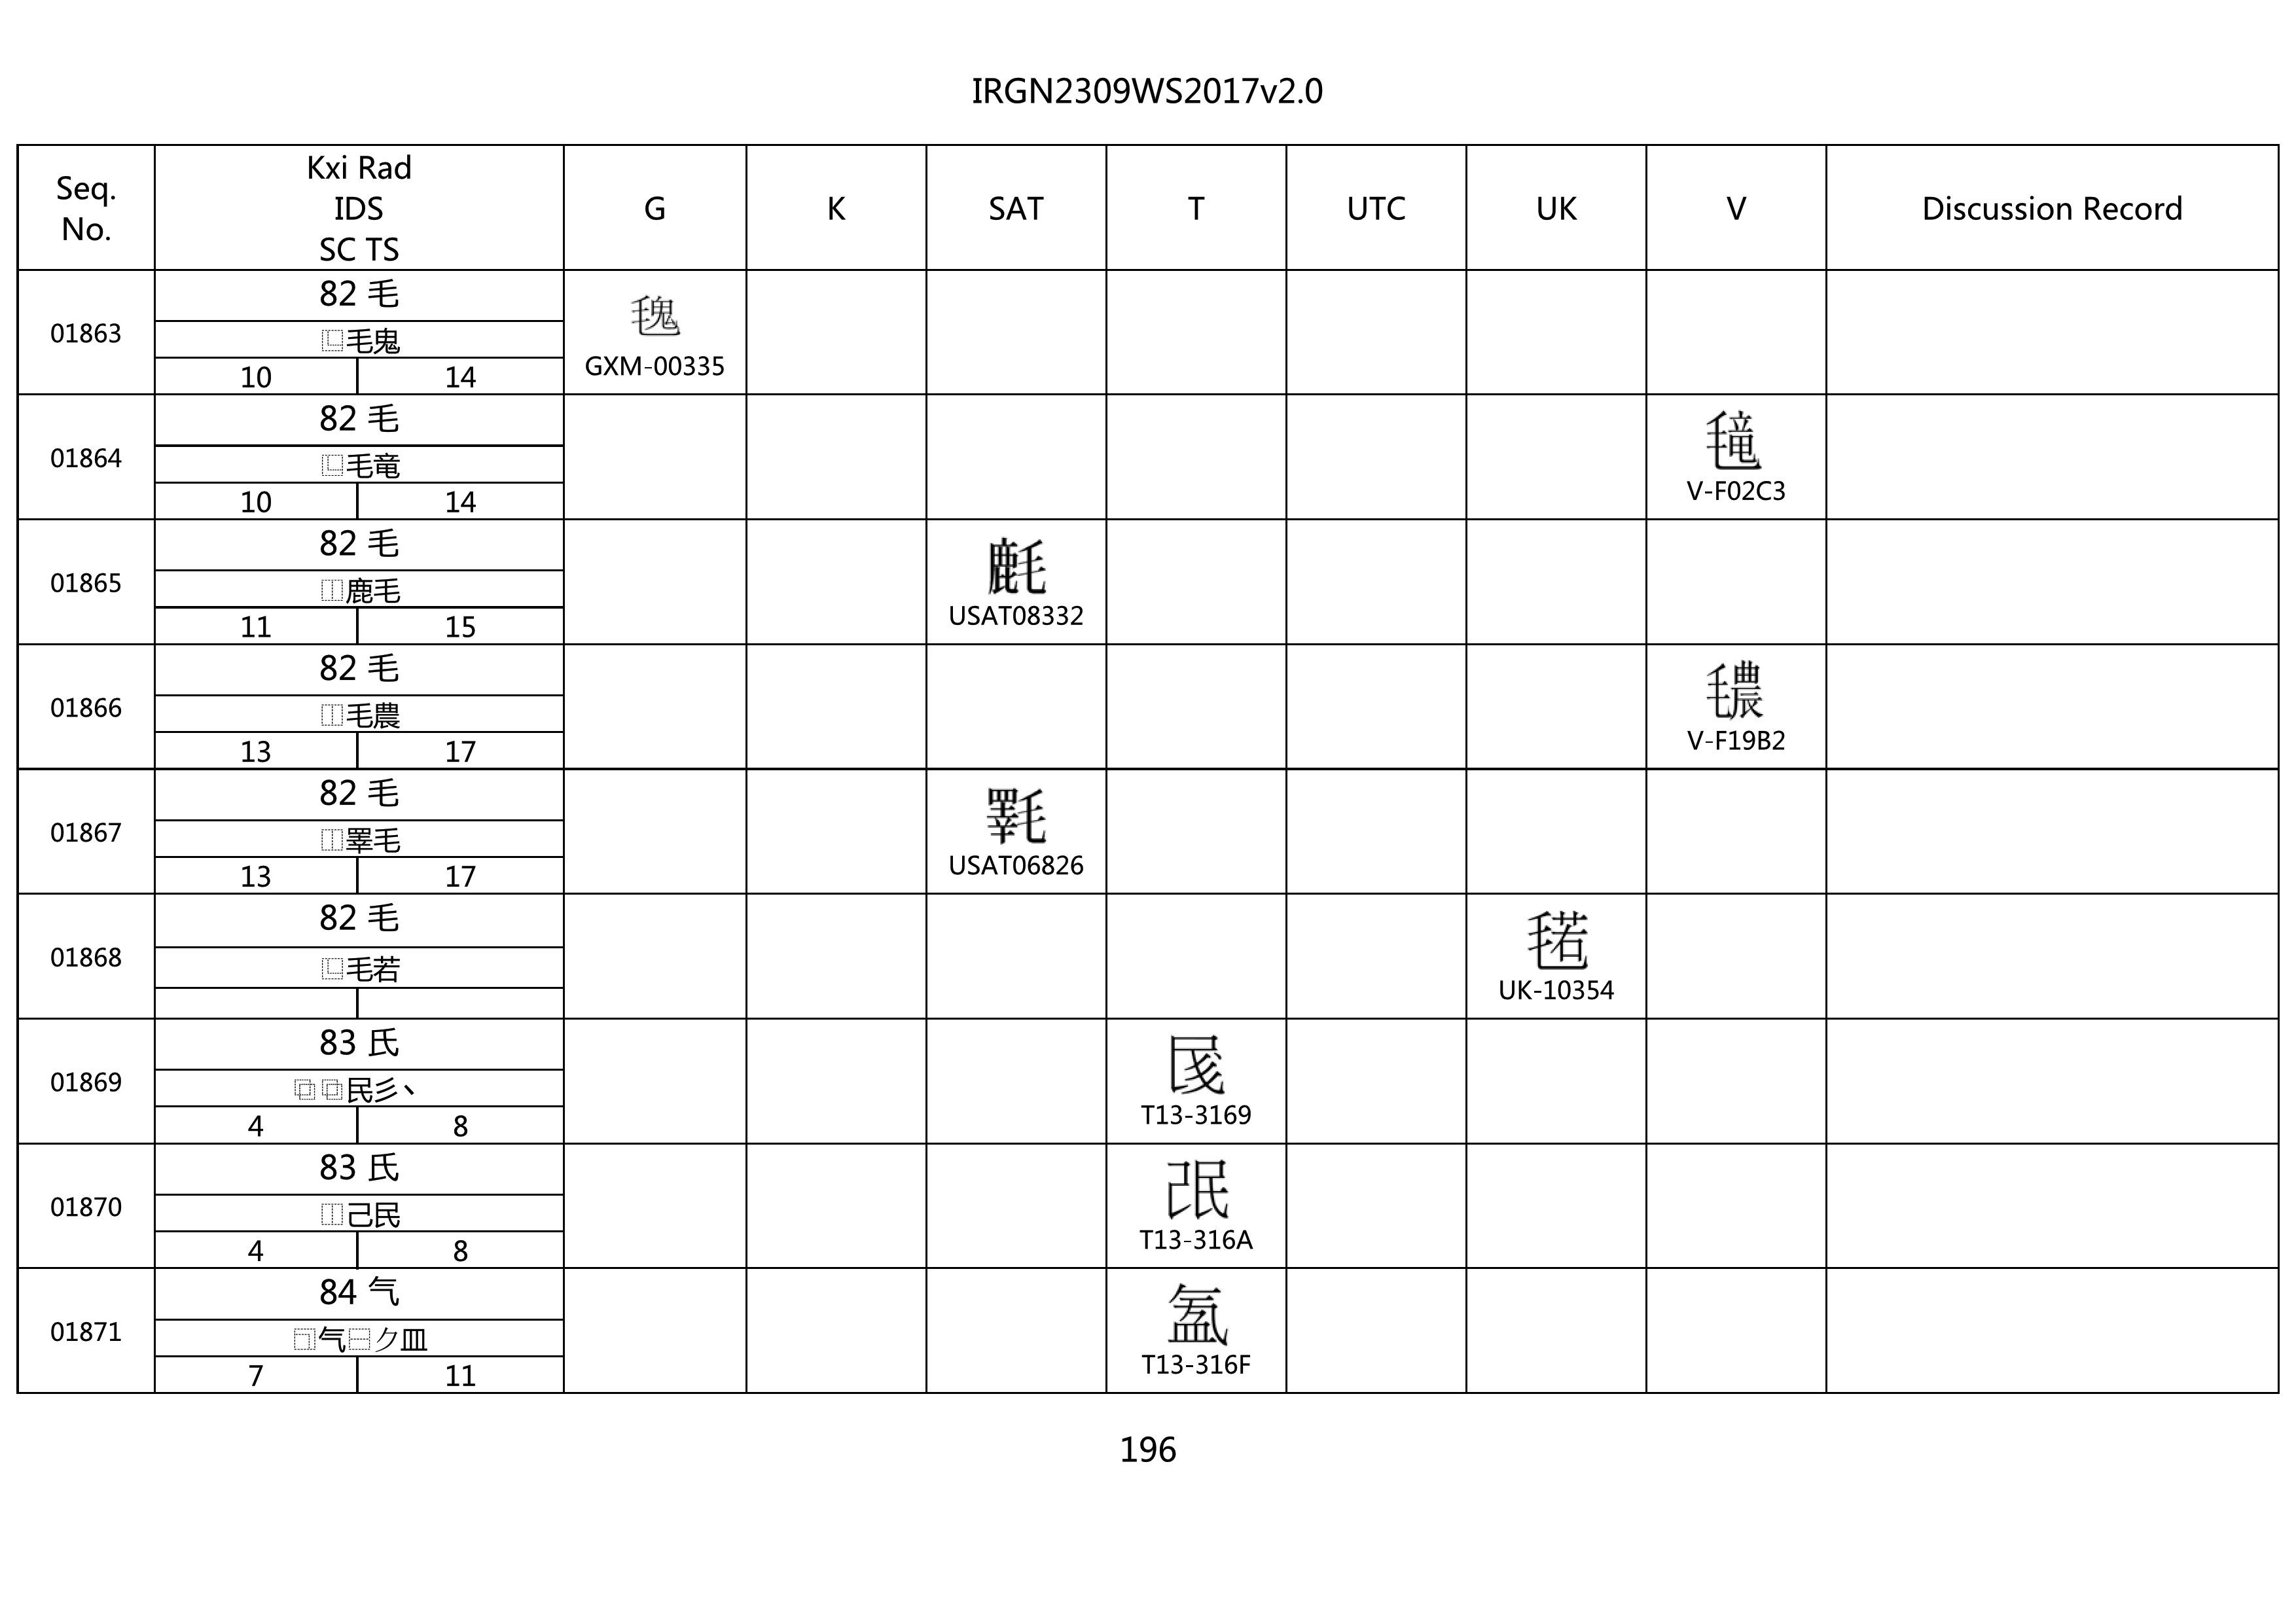 IRGN2309WS2017v2.0
Seq. No. Kxi Rad IDS SC TS G K SAT T UTC UK V Discussion Record
01863
82 毛
⿺毛鬼
10 14
GXM-00335
01864
82 毛
⿺毛竜
10 14
V-F02C3
01865
82 毛
⿰鹿毛
11 15
USAT08332
01866
82 毛
⿰毛農
13 17
V-F19B2
01867
82 毛
⿰睪毛
13 17
USAT06826
01868
82 毛
⿺毛若
UK-10354
01869
83 氏
⿻⿻民彡丶
4 8
T13-3169
01870
83 氏
⿰己民
4 8
T13-316A
01871
84 气
⿹气⿱ク皿
7 11
T13-316F
196